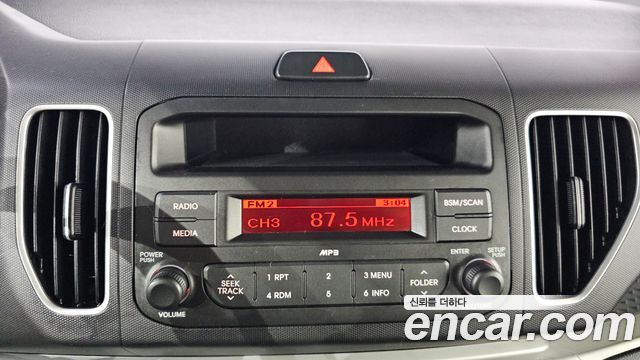 FM2 3:04
RADIO
CH3 87.5 MHz
BSM/SCAN
MEDIA
CLOCK
MP3
POWER PUSH
ENTER
SETUP PUSH
SEEK TRACK
1 RPT 2 3 MENU
FOLDER
4 RDM 5 6 INFO
VOLUME
신뢰를 더하다
encar.com